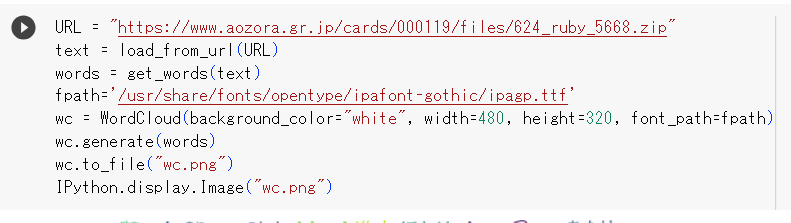 URL = "https://www.aozora.gr.jp/cards/000119/files/624_ruby_5668.zip"
text = load_from_url(URL)
words = get_words(text)
fpath='/usr/share/fonts/opentype/ipafont-gothic/ipagp.ttf'
wc = WordCloud(background_color="white", width=480, height=320, font_path=fpath)
wc.generate(words)
wc.to_file("wc.png")
IPython.display.Image("wc.png")